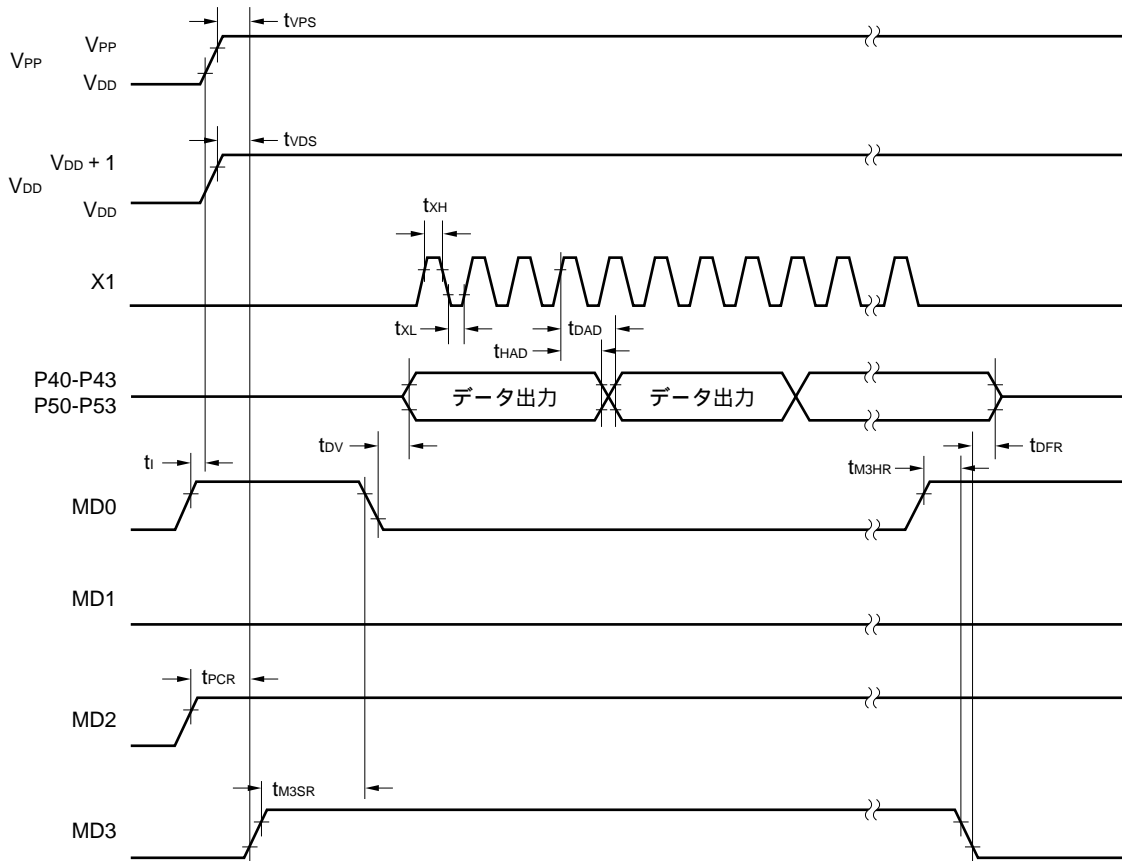 tVPS
VPP
VPP
VDD
tVDS
VDD + 1
VDD
VDD
tXH
X1
tXL
tDAD
tHAD
P40-P43
P50-P53
データ出力
データ出力
tDV
tDFR
tI
tM3HR
MD0
MD1
tPCR
MD2
tM3SR
MD3